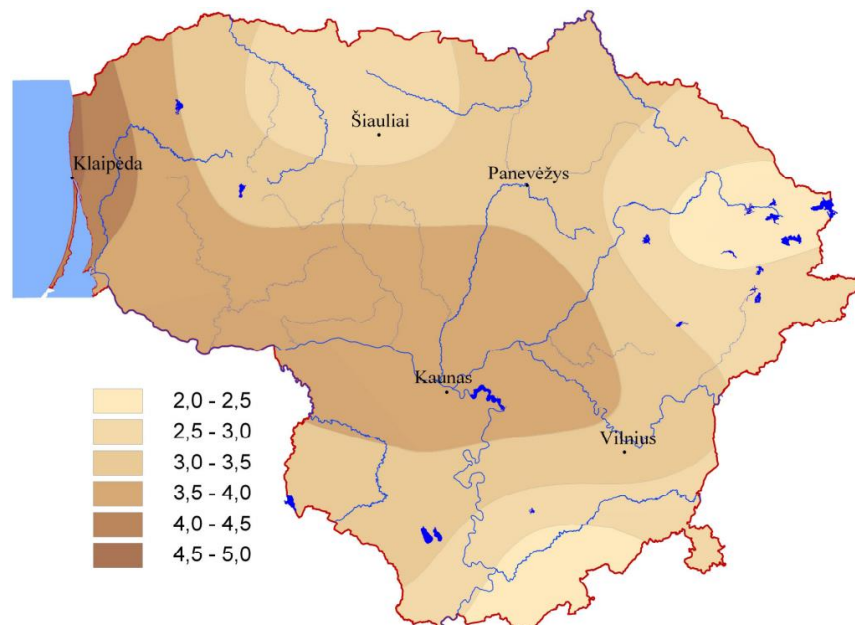 Šiauliai
Klaipėda
Panevėžys
Kaunas
Vilnius
2,0 - 2,5
2,5 - 3,0
3,0 - 3,5
3,5 - 4,0
4,0 - 4,5
4,5 - 5,0